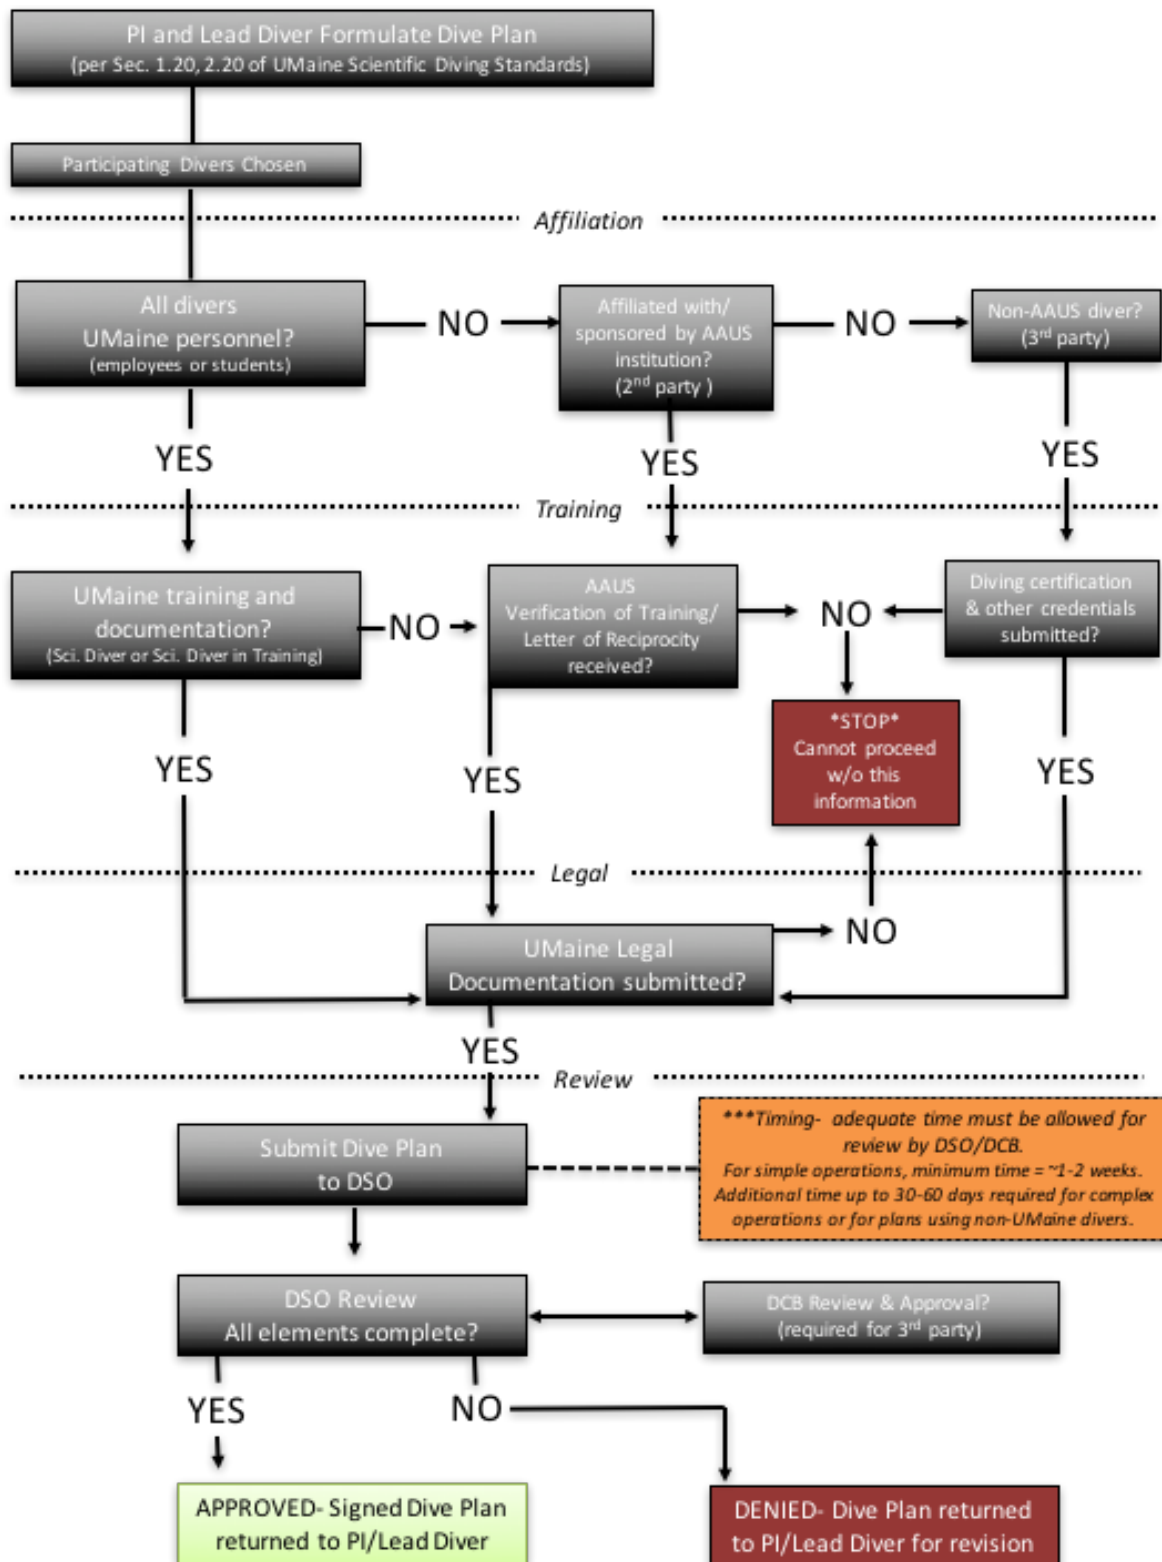 PI and Lead Diver Formulate Dive Plan
(per Sec. 1.20, 2.20 of UMaine Scientific Diving Standards)
Participating Divers Chosen
Affiliation
All divers
UMaine personnel?
(employees or students)
NO
Affiliated with/
sponsored by AAUS
institution?
(2nd party )
NO
Non-AAUS diver?
(3rd party)
YES
YES
YES
Training
UMaine training and
documentation?
(Sci. Diver or Sci. Diver in Training)
NO
AAUS
Verification of Training/
Letter of Reciprocity
received?
NO
Diving certification
& other credentials
submitted?
*STOP*
Cannot proceed
w/o this
information
YES
YES
YES
Legal
UMaine Legal
Documentation submitted?
NO
YES
Review
Submit Dive Plan
to DSO
***Timing- adequate time must be allowed for
review by DSO/DCB.
For simple operations, minimum time = ~1-2 weeks.
Additional time up to 30-60 days required for complex
operations or for plans using non-UMaine divers.
DSO Review
All elements complete?
DCB Review & Approval?
(required for 3rd party)
YES
NO
APPROVED- Signed Dive Plan
returned to PI/Lead Diver
DENIED- Dive Plan returned
to PI/Lead Diver for revision